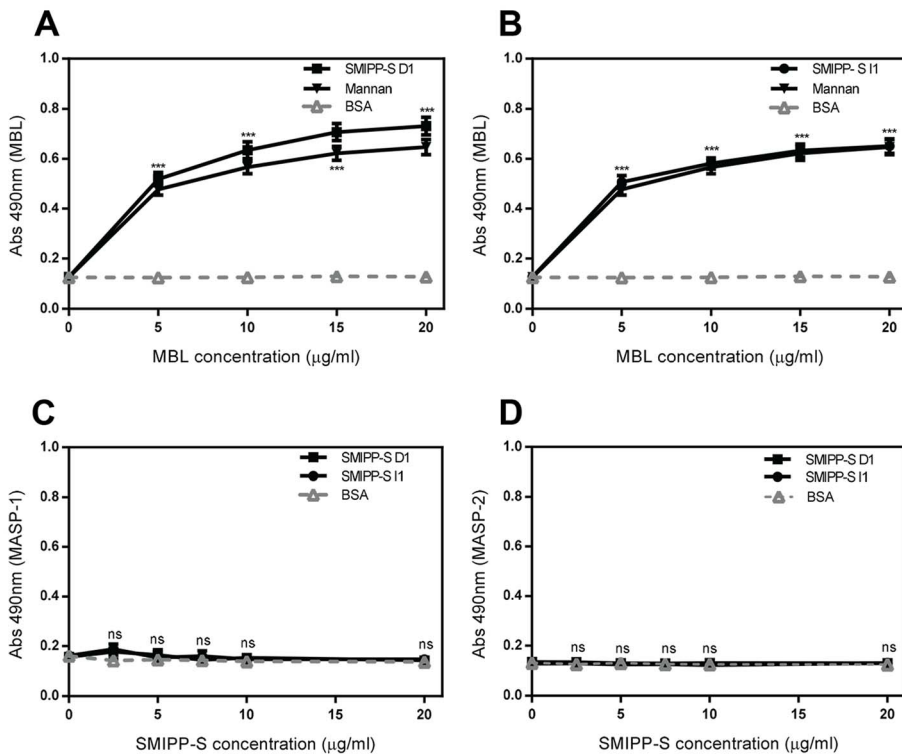 A
1.0
0.8
0.6
0.4
0.2
0.0
Abs 490nm (MBL)
SMIPP-S D1
Mannan
BSA
***
***
***
***
0
5
10
15
20
MBL concentration (μg/ml)
B
1.0
0.8
0.6
0.4
0.2
0.0
Abs 490nm (MBL)
SMIPP- S I1
Mannan
BSA
***
***
***
***
0
5
10
15
20
MBL concentration (μg/ml)
C
1.0
0.8
0.6
0.4
0.2
0.0
Abs 490nm (MASP-1)
SMIPP-S D1
SMIPP-S I1
BSA
ns
ns
ns
ns
ns
0
5
10
15
20
SMIPP-S concentration (μg/ml)
D
1.0
0.8
0.6
0.4
0.2
0.0
Abs 490nm (MASP-2)
SMIPP-S D1
SMIPP-S I1
BSA
ns
ns
ns
ns
ns
0
5
10
15
20
SMIPP-S concentration (μg/ml)